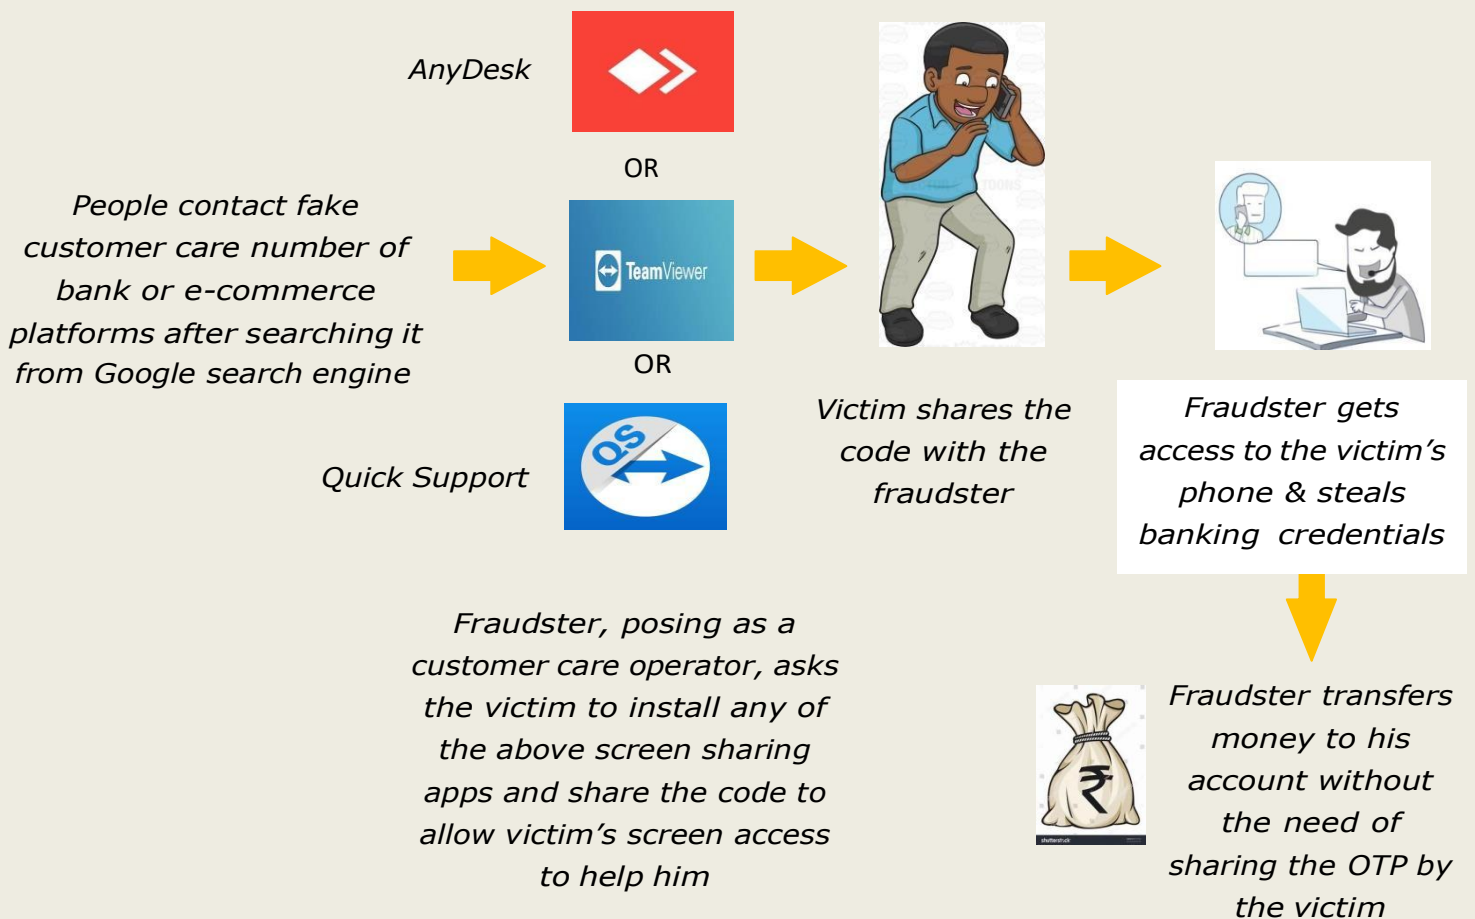 AnyDesk
OR
People contact fake
customer care number of
bank or e-commerce
platforms after searching it
from Google search engine
TeamViewer
OR
QS
Quick Support
Victim shares the
code with the
fraudster
Fraudster gets
access to the victim’s
phone & steals
banking credentials
Fraudster, posing as a
customer care operator, asks
the victim to install any of
the above screen sharing
apps and share the code to
allow victim’s screen access
to help him
₹
shutterstock
Fraudster transfers
money to his
account without
the need of
sharing the OTP by
the victim